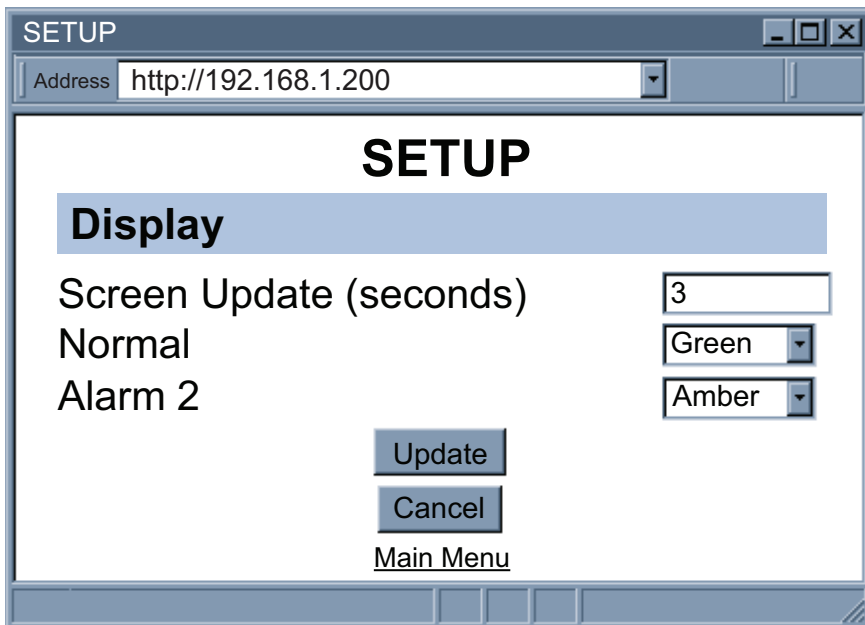 SETUP
Address http://192.168.1.200
SETUP
Display
Screen Update (seconds) 3
Normal Green
Alarm 2 Amber
Update
Cancel
Main Menu